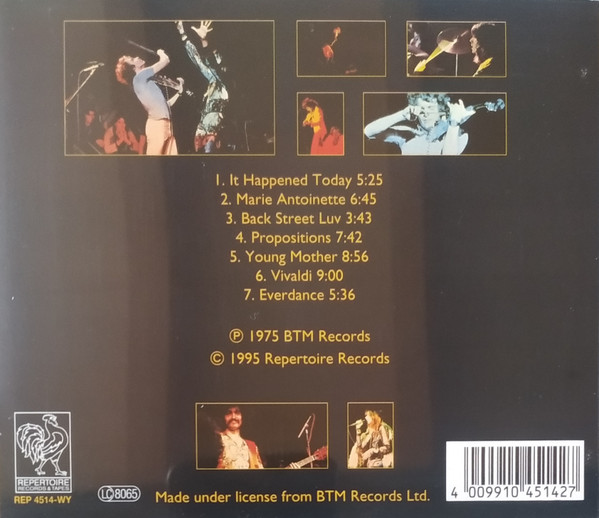 1. It Happened Today 5:25
2. Marie Antoinette 6:45
3. Back Street Luv 3:43
4. Propositions 7:42
5. Young Mother 8:56
6. Vivaldi 9:00
7. Everdance 5:36
Ⓟ 1975 BTM Records
© 1995 Repertoire Records
REPERTOIRE
RECORDS & TAPES
REP 4514-WY
LC 8065
Made under license from BTM Records Ltd.
4 009910 451427